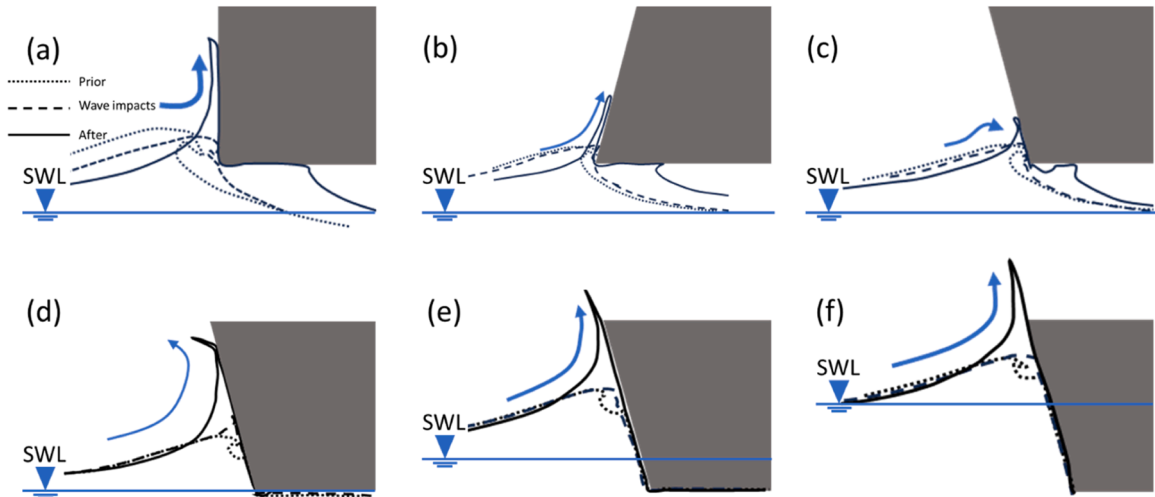 (a)
Prior
Wave impacts
After
SWL
(b)
SWL
(c)
SWL
(d)
SWL
(e)
SWL
(f)
SWL